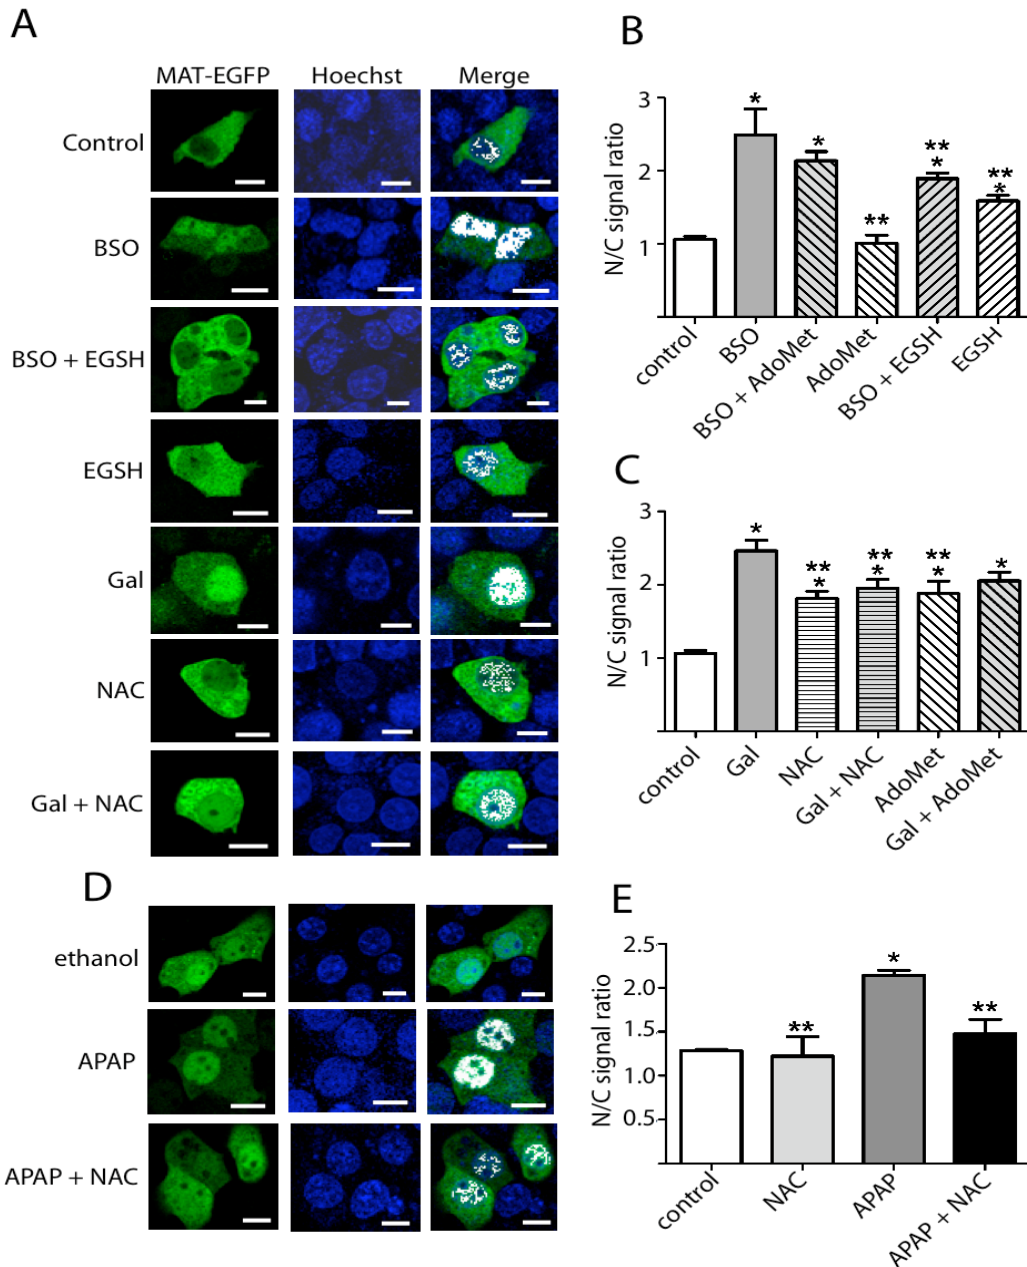 A
MAT-EGFP Hoechst Merge
Control
BSO
BSO + EGSH
EGSH
Gal
NAC
Gal + NAC
B
N/C signal ratio
3
2
1
* * ** ** * ** *
control BSO BSO + AdoMet AdoMet BSO + EGSH EGSH
C
N/C signal ratio
3
2
1
* ** * ** * ** * *
control Gal NAC Gal + NAC AdoMet Gal + AdoMet
D
ethanol
APAP
APAP + NAC
E
N/C signal ratio
2.5
2.0
1.5
1.0
0.5
** * **
control NAC APAP APAP + NAC